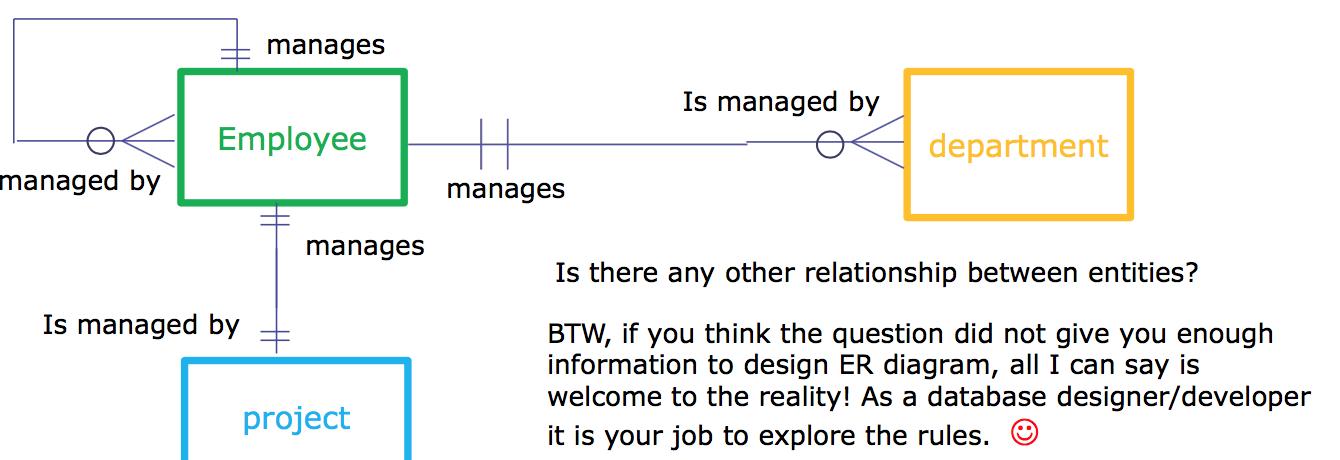 manages
Employee
managed by
manages
Is managed by
department
manages
Is managed by
project
Is there any other relationship between entities?
BTW, if you think the question did not give you enough
information to design ER diagram, all I can say is
welcome to the reality! As a database designer/developer
it is your job to explore the rules.